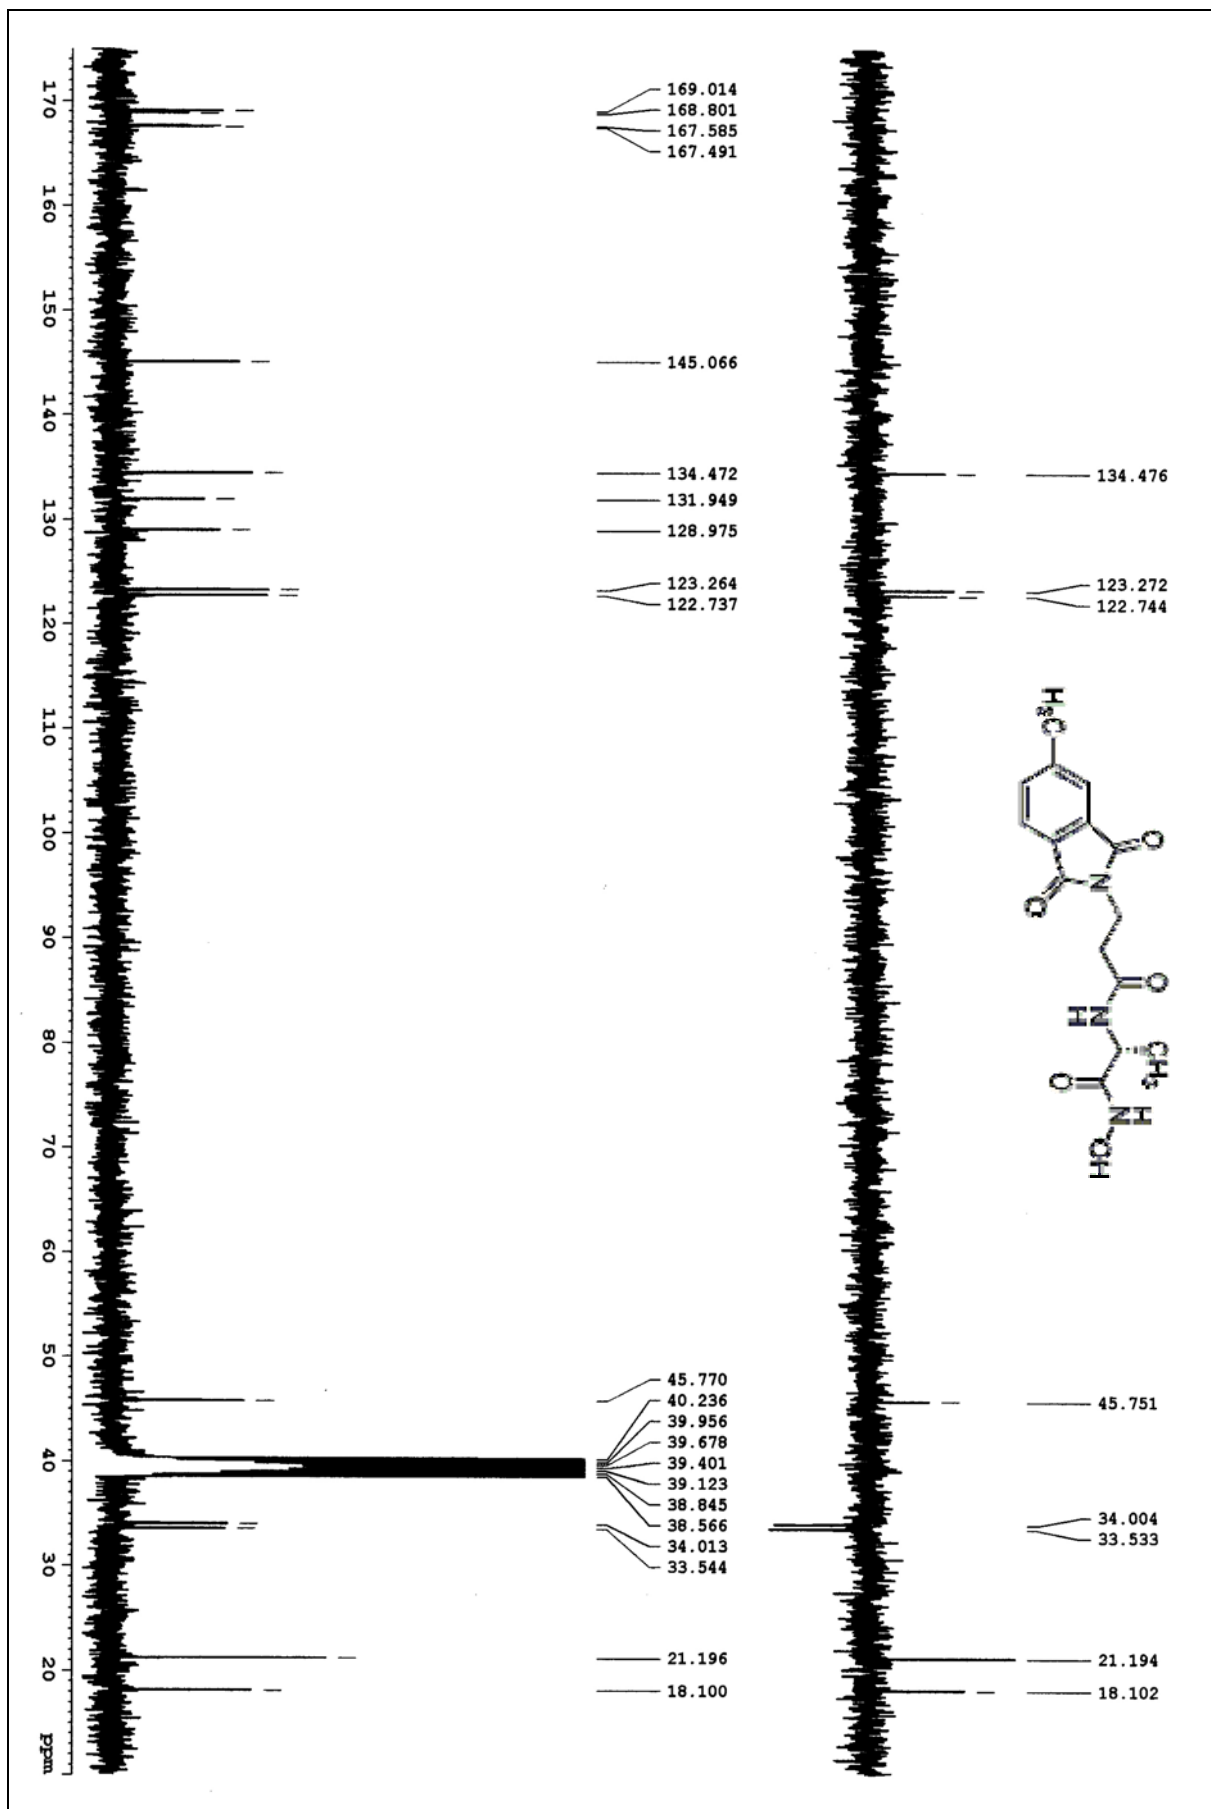 169.014
168.801
167.585
167.491
145.066
134.472
131.949
128.975
123.264
122.737
45.770
40.236
39.956
39.678
39.401
39.123
38.845
38.566
34.013
33.544
21.196
18.100
134.476
123.272
122.744
45.751
34.004
33.533
21.194
18.102
170 160 150 140 130 120 110 100 90 80 70 60 50 40 30 20 ppm
H₃C
O
N
O
O
N
H
CH₃
O
N
H
OH